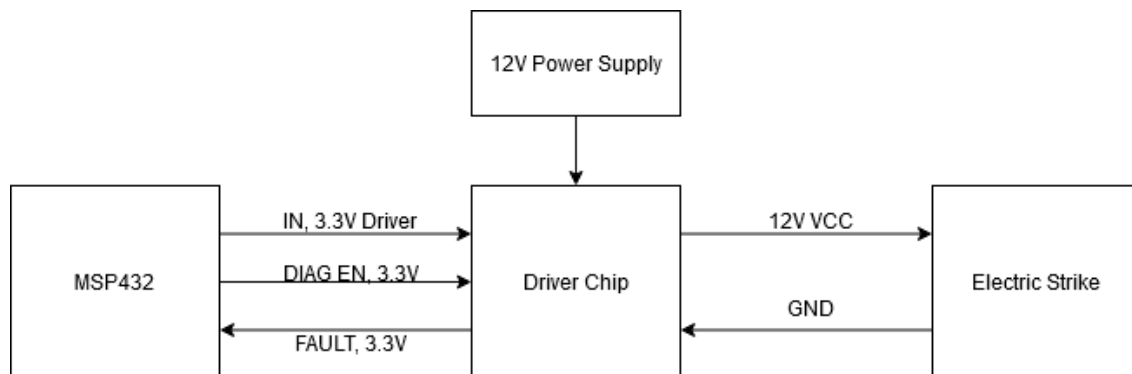 12V Power Supply
IN, 3.3V Driver
12V VCC
DIAG EN, 3.3V
MSP432
Driver Chip
Electric Strike
GND
FAULT, 3.3V